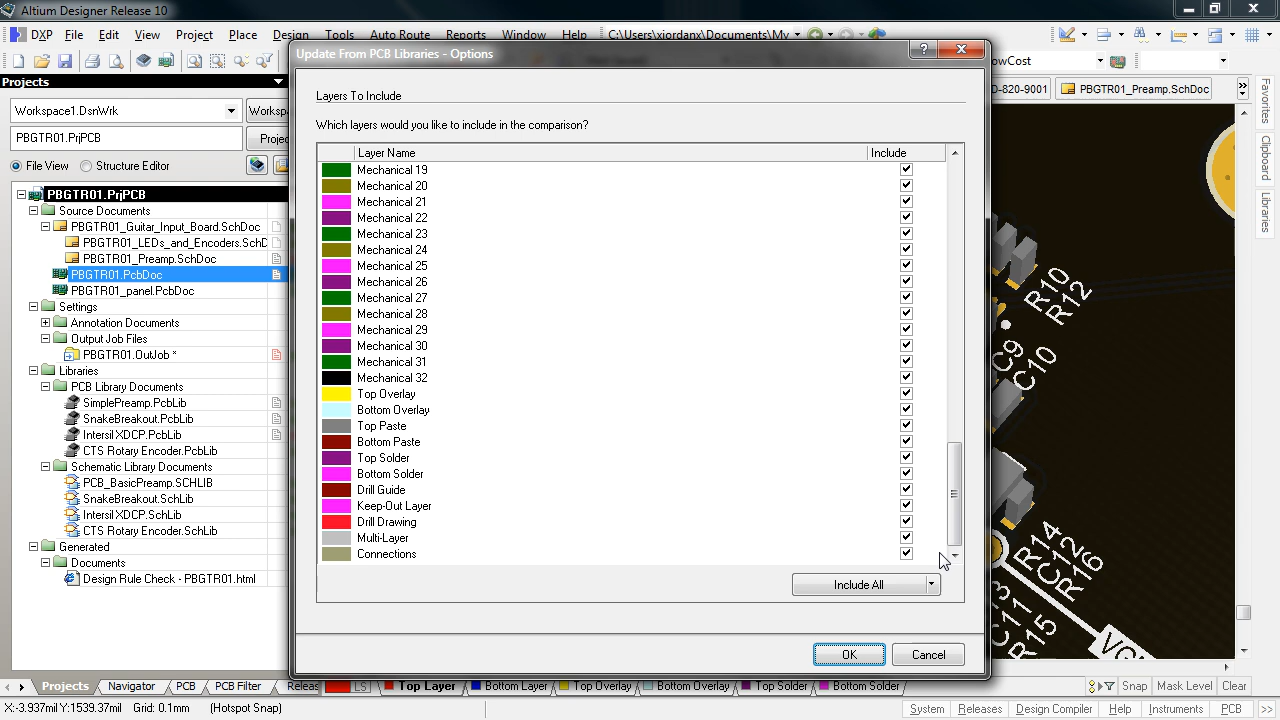 Altium Designer Release 10
DXP File Edit View Project Place Design Tools Auto Route Reports Window Help C:\Users\xjordanx\Documents\My
Update From PCB Libraries - Options
owCost
Projects
Workspace1.DsnWrk
Worksp
PBGTR01.PrjPCB
Projec
File View
Structure Editor
PBGTR01.PrjPCB
Source Documents
PBGTR01_Guitar_Input_Board.SchDoc
PBGTR01_LEDs_and_Encoders.SchD
PBGTR01_Preamp.SchDoc
PBGTR01.PcbDoc
PBGTR01_panel.PcbDoc
Settings
Annotation Documents
Output Job Files
PBGTR01.OutJob *
Libraries
PCB Library Documents
SimplePreamp.PcbLib
SnakeBreakout.PcbLib
Intersil XDCP.PcbLib
CTS Rotary Encoder.PcbLib
Schematic Library Documents
PCB_BasicPreamp.SCHLIB
SnakeBreakout.SchLib
Intersil XDCP.SchLib
CTS Rotary Encoder.SchLib
Generated
Documents
Design Rule Check - PBGTR01.html
Layers To Include
Which layers would you like to include in the comparison?
Layer Name Include
Mechanical 19
Mechanical 20
Mechanical 21
Mechanical 22
Mechanical 23
Mechanical 24
Mechanical 25
Mechanical 26
Mechanical 27
Mechanical 28
Mechanical 29
Mechanical 30
Mechanical 31
Mechanical 32
Top Overlay
Bottom Overlay
Top Paste
Bottom Paste
Top Solder
Bottom Solder
Drill Guide
Keep-Out Layer
Drill Drawing
Multi-Layer
Connections
Include All
OK Cancel
D-820-9001 PBGTR01_Preamp.SchDoc
Favorites
Clipboard
Libraries
R10
R12
C9
C10
R14
C12
R16
C11
R15
Projects Navigator PCB PCB Filter Releas
LS Top Layer Bottom Layer Top Overlay Bottom Overlay Top Solder Bottom Solder
Snap Mask Level Clear
X:-3.937mil Y:1539.37mil Grid: 0.1mm (Hotspot Snap)
System Releases Design Compiler Help Instruments PCB >>